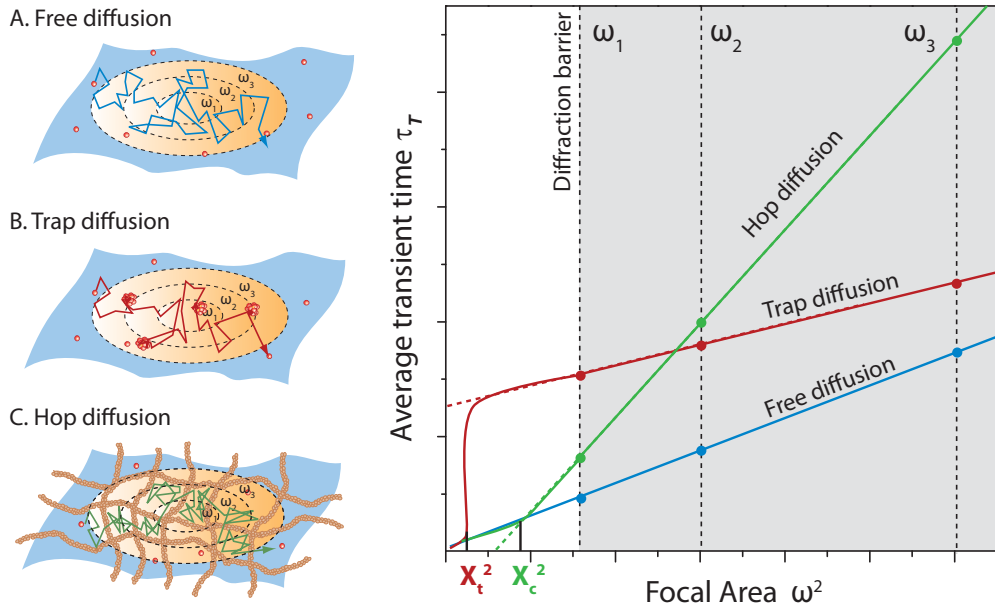 A. Free diffusion
ω3
ω2
ω1
B. Trap diffusion
ω3
ω2
ω1
C. Hop diffusion
ω3
ω2
ω1
Average transient time τT
Diffraction barrier
ω1
ω2
ω3
Hop diffusion
Trap diffusion
Free diffusion
Xt²
Xc²
Focal Area ω²